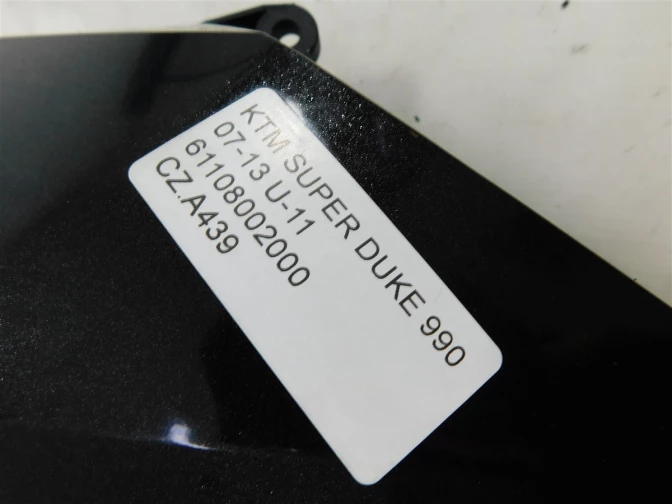 KTM SUPER DUKE 990
07-13 U-11
61108002000
CZ.A439